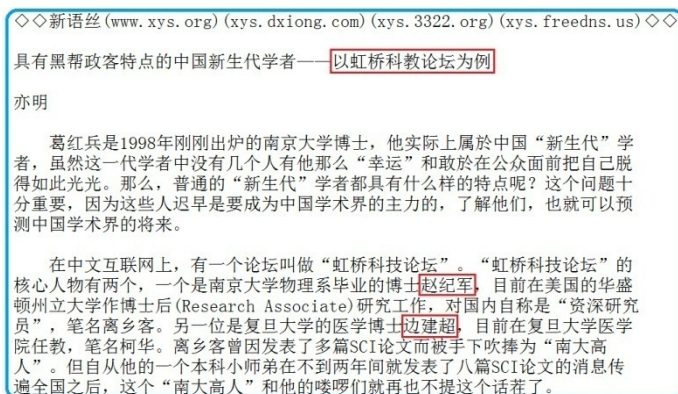 ◇◇新语丝(www.xys.org)(xys.dxiong.com)(xys.3322.org)(xys.freedns.us)◇◇
具有黑帮政客特点的中国新生代学者——以虹桥科教论坛为例
亦明
葛红兵是1998年刚刚出炉的南京大学博士，他实际上属於中国“新生代”学
者，虽然这一代学者中没有几个人有他那么“幸运”和敢於在公众面前把自己脱
得如此光光。那么，普通的“新生代”学者都具有什么样的特点呢？这个问题十
分重要，因为这些人迟早是要成为中国学术界的主力的，了解他们，也就可以预
测中国学术界的将来。
在中文互联网上，有一个论坛叫做“虹桥科技论坛”。“虹桥科技论坛”的
核心人物有两个，一个是南京大学物理系毕业的博士赵纪军，目前在美国的华盛
顿州立大学作博士后(Research Associate)研究工作，对国内自称是“资深研究
员”，笔名离乡客。另一位是复旦大学的医学博士边建超，目前在复旦大学医学
院任教，笔名柯华。离乡客曾因发表了多篇SCI论文而被手下吹捧为“南大高
人”。但自从他的一个本科小师弟在不到两年间就发表了八篇SCI论文的消息传
遍全国之后，这个“南大高人”和他的喽啰们就再也不提这个话茬了。